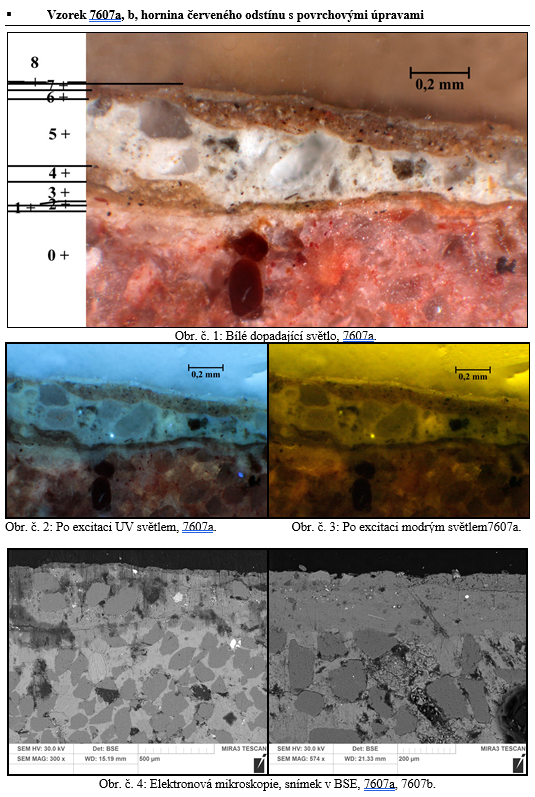 ▪ Vzorek 7607a, b, hornina červeného odstínu s povrchovými úpravami
8
7 +
6 +
5 +
4 +
3 +
2 +
1 +
0 +
0,2 mm
Obr. č. 1: Bílé dopadající světlo, 7607a.
0,2 mm
0,2 mm
Obr. č. 2: Po excitaci UV světlem, 7607a.
Obr. č. 3: Po excitaci modrým světlem7607a.
SEM HV: 30.0 kV Det: BSE MIRA3 TESCAN
SEM MAG: 300 x WD: 15.19 mm 500 µm
SEM HV: 30.0 kV Det: BSE MIRA3 TESCAN
SEM MAG: 574 x WD: 21.33 mm 200 µm
Obr. č. 4: Elektronová mikroskopie, snímek v BSE, 7607a, 7607b.